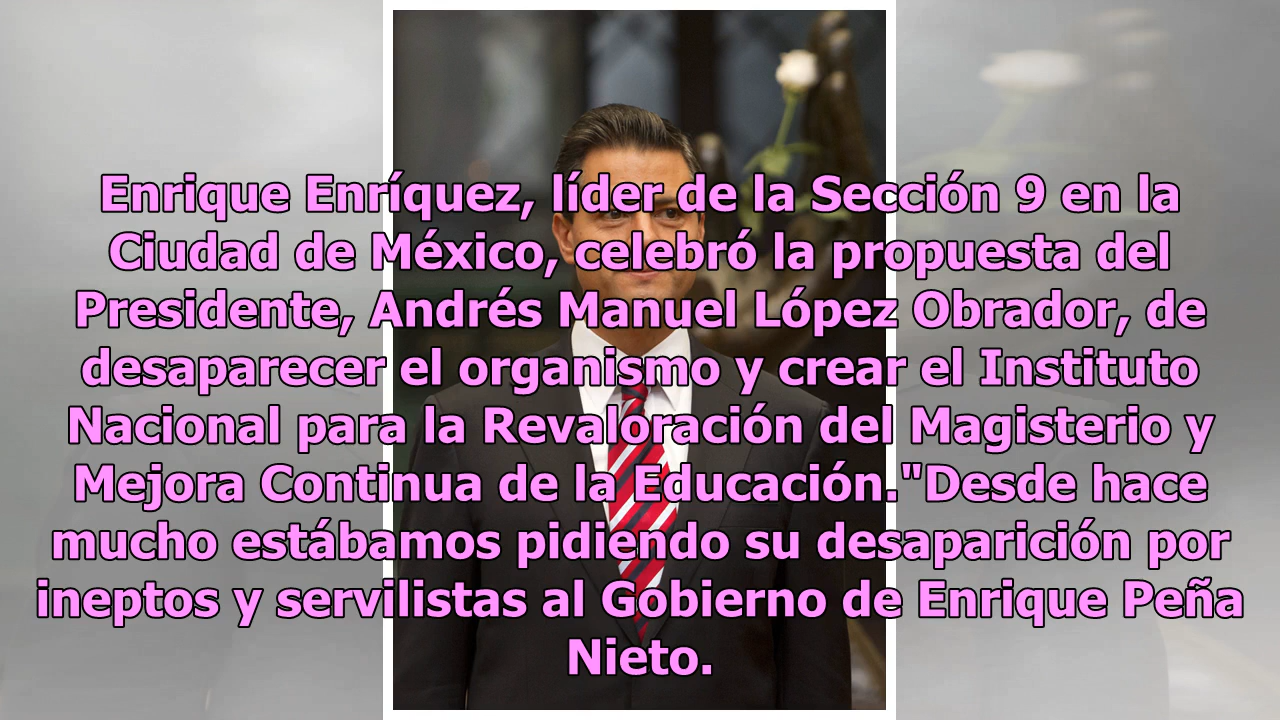 Enrique Enríquez, líder de la Sección 9 en la
Ciudad de México, celebró la propuesta del
Presidente, Andrés Manuel López Obrador, de
desaparecer el organismo y crear el Instituto
Nacional para la Revaloración del Magisterio y
Mejora Continua de la Educación."Desde hace
mucho estábamos pidiendo su desaparición por
ineptos y servilistas al Gobierno de Enrique Peña
Nieto.